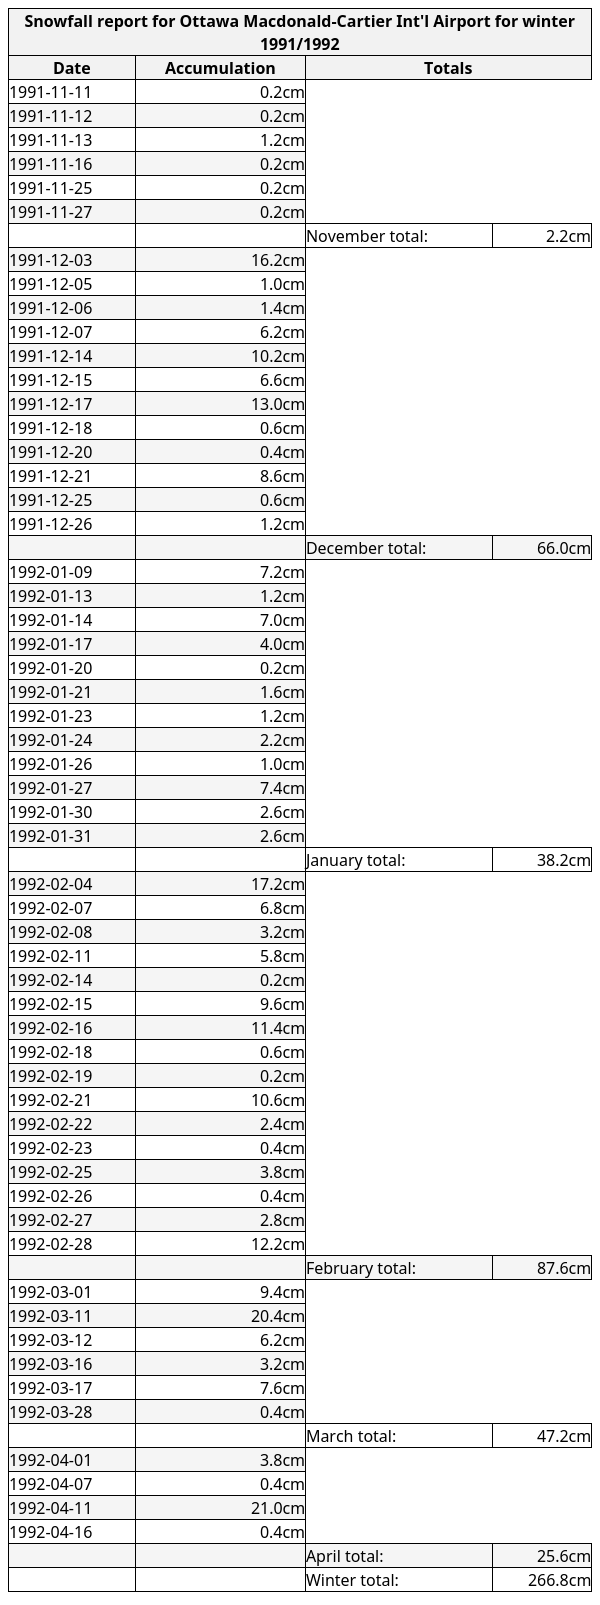 Snowfall report for Ottawa Macdonald-Cartier Int'l Airport for winter
1991/1992
Date Accumulation Totals
1991-11-11 0.2cm
1991-11-12 0.2cm
1991-11-13 1.2cm
1991-11-16 0.2cm
1991-11-25 0.2cm
1991-11-27 0.2cm
November total: 2.2cm
1991-12-03 16.2cm
1991-12-05 1.0cm
1991-12-06 1.4cm
1991-12-07 6.2cm
1991-12-14 10.2cm
1991-12-15 6.6cm
1991-12-17 13.0cm
1991-12-18 0.6cm
1991-12-20 0.4cm
1991-12-21 8.6cm
1991-12-25 0.6cm
1991-12-26 1.2cm
December total: 66.0cm
1992-01-09 7.2cm
1992-01-13 1.2cm
1992-01-14 7.0cm
1992-01-17 4.0cm
1992-01-20 0.2cm
1992-01-21 1.6cm
1992-01-23 1.2cm
1992-01-24 2.2cm
1992-01-26 1.0cm
1992-01-27 7.4cm
1992-01-30 2.6cm
1992-01-31 2.6cm
January total: 38.2cm
1992-02-04 17.2cm
1992-02-07 6.8cm
1992-02-08 3.2cm
1992-02-11 5.8cm
1992-02-14 0.2cm
1992-02-15 9.6cm
1992-02-16 11.4cm
1992-02-18 0.6cm
1992-02-19 0.2cm
1992-02-21 10.6cm
1992-02-22 2.4cm
1992-02-23 0.4cm
1992-02-25 3.8cm
1992-02-26 0.4cm
1992-02-27 2.8cm
1992-02-28 12.2cm
February total: 87.6cm
1992-03-01 9.4cm
1992-03-11 20.4cm
1992-03-12 6.2cm
1992-03-16 3.2cm
1992-03-17 7.6cm
1992-03-28 0.4cm
March total: 47.2cm
1992-04-01 3.8cm
1992-04-07 0.4cm
1992-04-11 21.0cm
1992-04-16 0.4cm
April total: 25.6cm
Winter total: 266.8cm